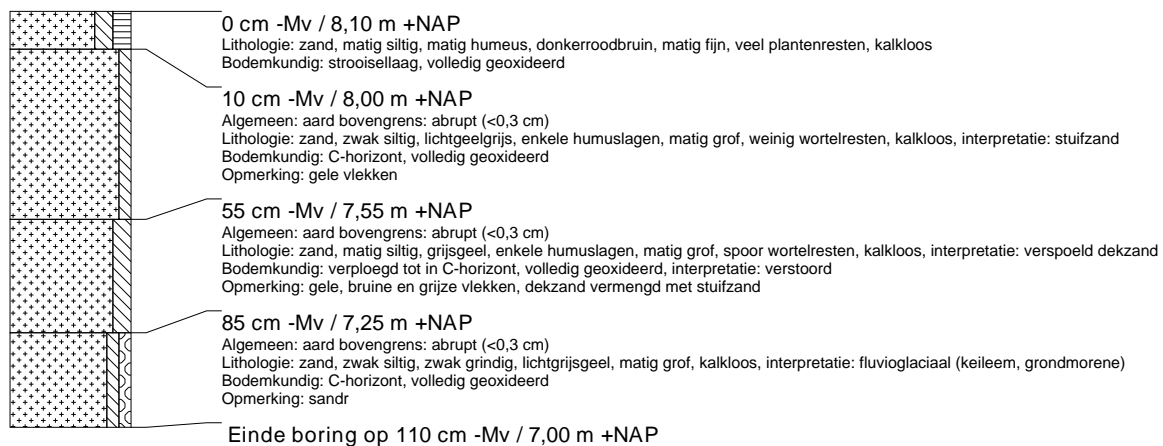 0 cm -Mv / 8,10 m +NAP
Lithologie: zand, matig siltig, matig humeus, donkerroodbruin, matig fijn, veel plantenresten, kalkloos
Bodemkundig: strooisellaag, volledig geoxideerd
10 cm -Mv / 8,00 m +NAP
Algemeen: aard bovengrens: abrupt (<0,3 cm)
Lithologie: zand, zwak siltig, lichtgeelgrijs, enkele humuslagen, matig grof, weinig wortelresten, kalkloos, interpretatie: stuifzand
Bodemkundig: C-horizont, volledig geoxideerd
Opmerking: gele vlekken
55 cm -Mv / 7,55 m +NAP
Algemeen: aard bovengrens: abrupt (<0,3 cm)
Lithologie: zand, matig siltig, grijsgeel, enkele humuslagen, matig grof, spoor wortelresten, kalkloos, interpretatie: verspoeld dekzand
Bodemkundig: verploegd tot in C-horizont, volledig geoxideerd, interpretatie: verstoord
Opmerking: gele, bruine en grijze vlekken, dekzand vermengd met stuifzand
85 cm -Mv / 7,25 m +NAP
Algemeen: aard bovengrens: abrupt (<0,3 cm)
Lithologie: zand, zwak siltig, zwak grindig, lichtgrijsgeel, matig grof, kalkloos, interpretatie: fluvioglaciaal (keileem, grondmorene)
Bodemkundig: C-horizont, volledig geoxideerd
Opmerking: sandr
Einde boring op 110 cm -Mv / 7,00 m +NAP